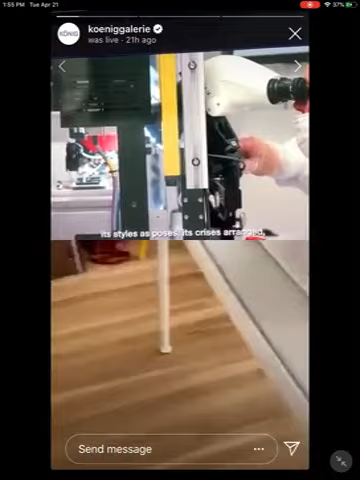 1:55 PM Tue Apr 21
37%
KÖNIG
koeniggalerie
was live · 21h ago
its styles as poses, its crises arranged,
Send message